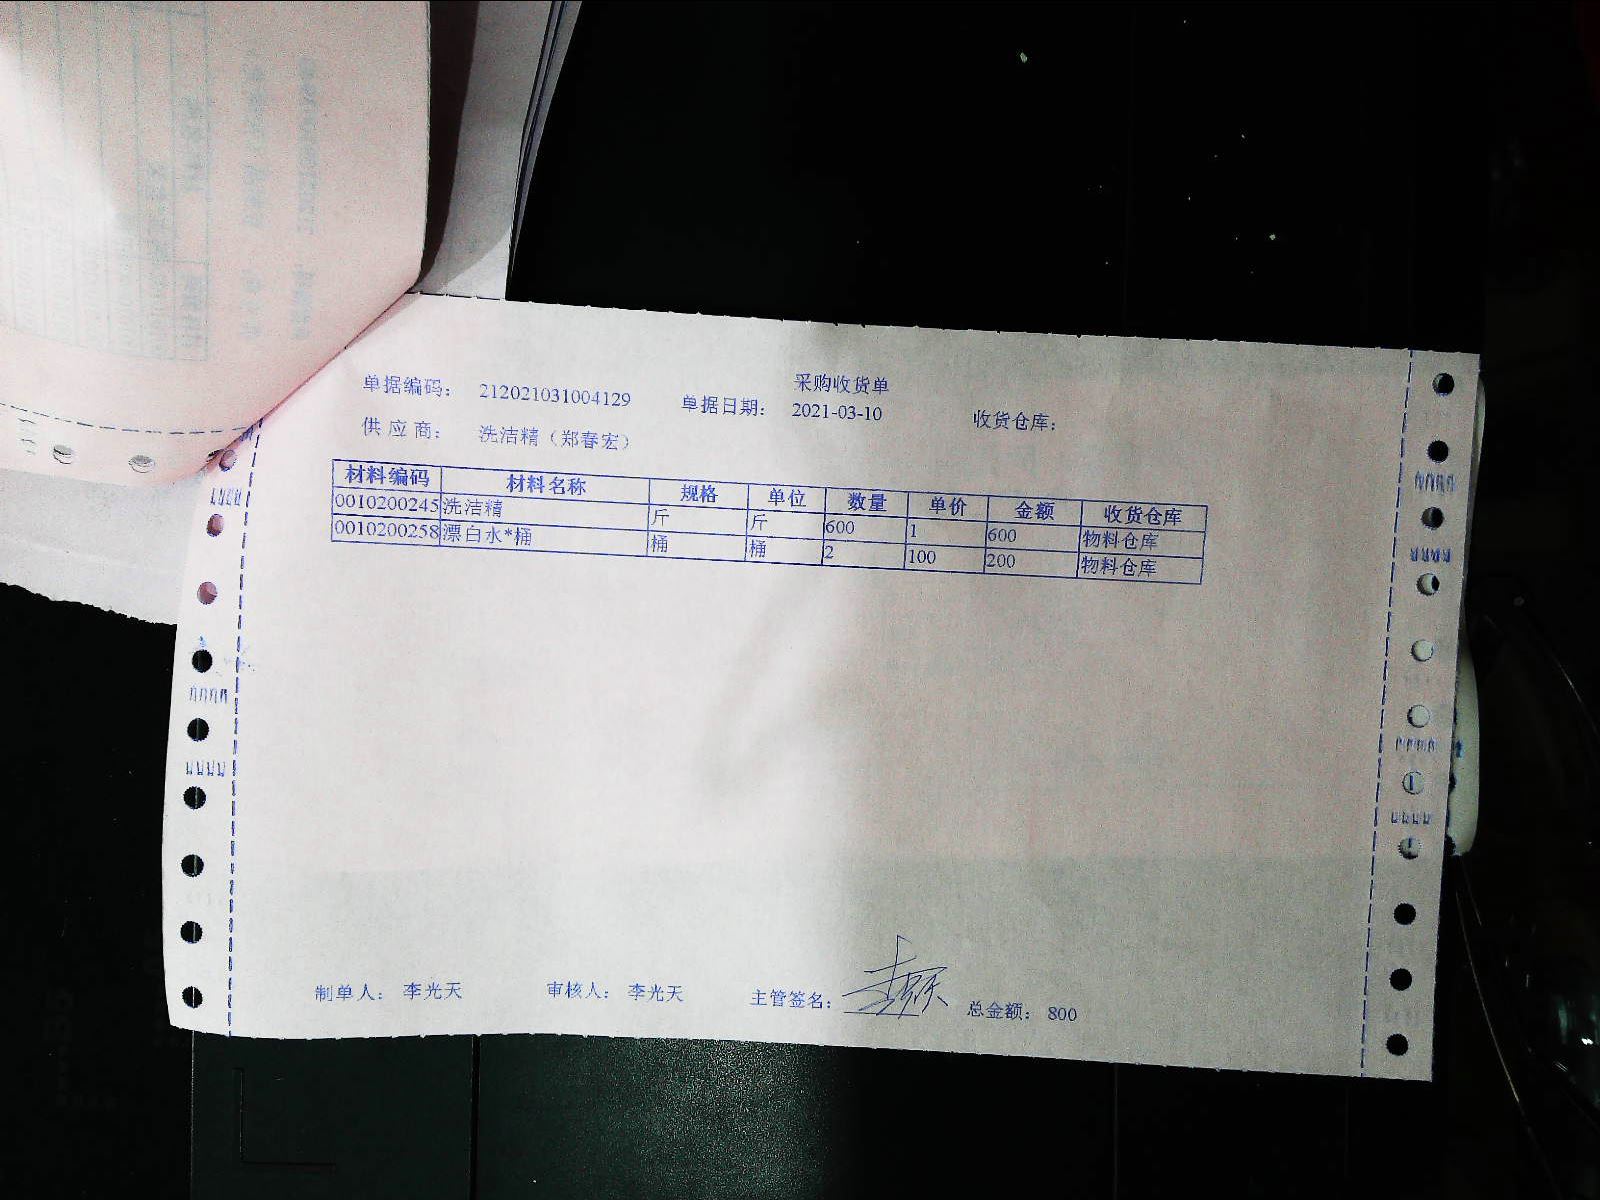 采购收货单
单据编码： 212021031004129 单据日期： 2021-03-10 收货仓库：
供应商： 洗洁精（郑春宏）
材料编码 材料名称 规格 单位 数量 单价 金额 收货仓库
0010200245 洗洁精 斤 斤 600 1 600 物料仓库
0010200258 漂白水*桶 桶 桶 2 100 200 物料仓库
制单人： 李光天 审核人： 李光天 主管签名： 总金额： 800